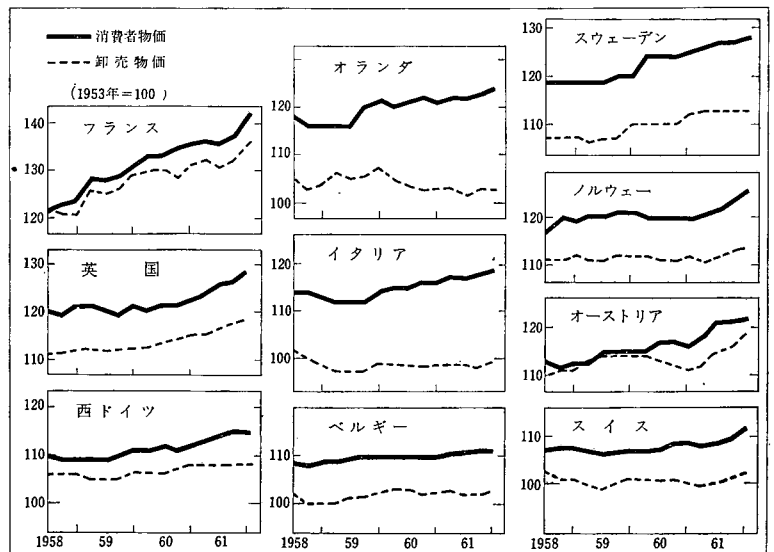 消費者物価
卸売物価
(1953年=100)
フランス
140
130
120
英国
130
120
110
西ドイツ
120
110
100
1958 59 60 61
オランダ
120
110
100
イタリア
120
110
100
ベルギー
110
100
1958 59 60 61
スウェーデン
130
120
110
ノルウェー
120
110
オーストリア
120
110
スイス
110
100
1958 59 60 61